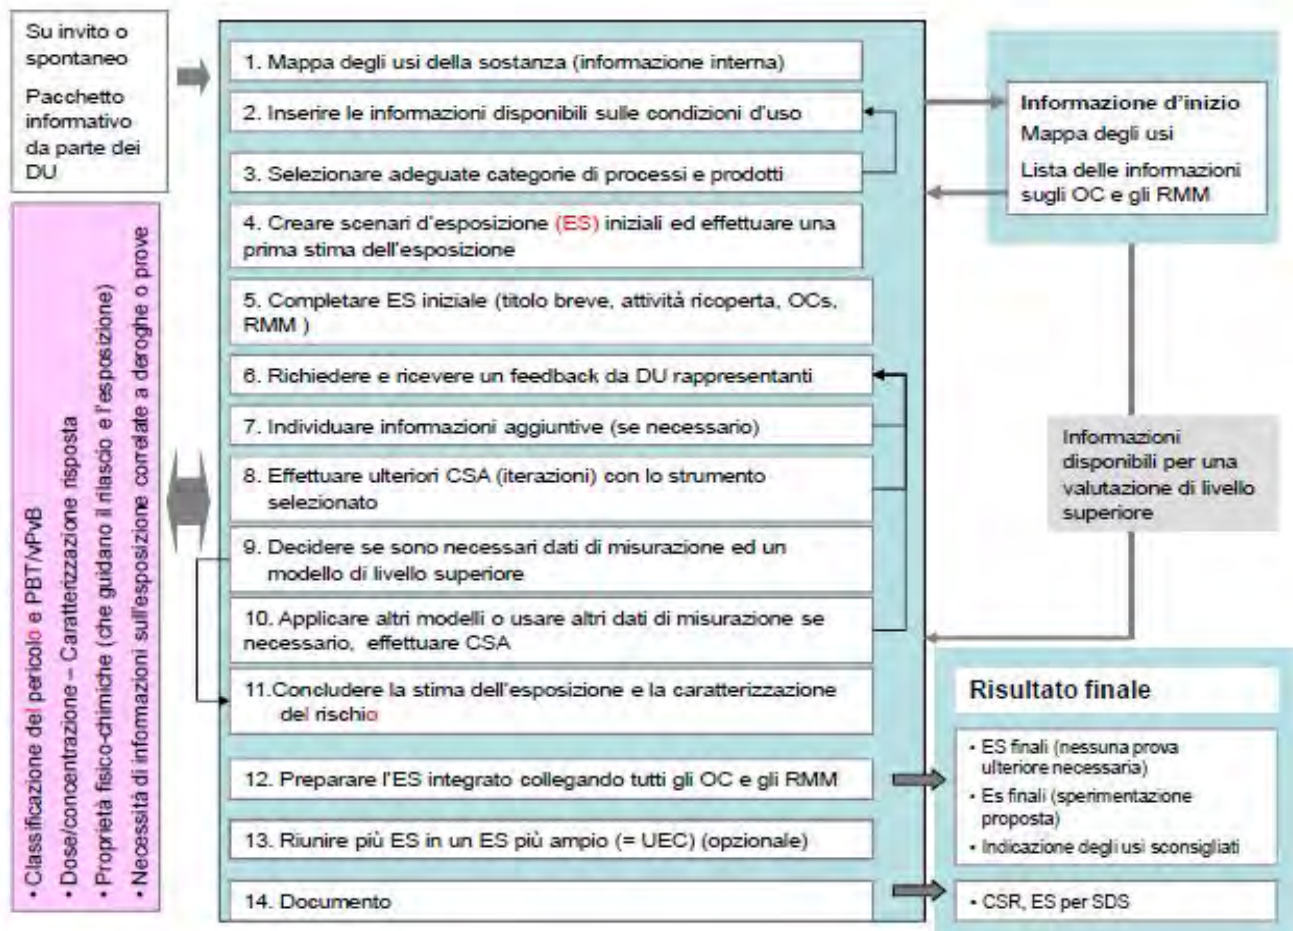 Su invito o
spontaneo
Pacchetto
informativo
da parte dei
DU
• Classificazione del pericolo e PBT/vPvB
• Dose/concentrazione – Caratterizzazione risposta
• Proprietà fisico-chimiche (che guidano il rilascio e l'esposizione)
• Necessità di informazioni sull'esposizione correlate a deroghe o prove
1. Mappa degli usi della sostanza (informazione interna)
2. Inserire le informazioni disponibili sulle condizioni d'uso
3. Selezionare adeguate categorie di processi e prodotti
4. Creare scenari d'esposizione (ES) iniziali ed effettuare una
prima stima dell'esposizione
5. Completare ES iniziale (titolo breve, attività ricoperta, OCs,
RMM )
6. Richiedere e ricevere un feedback da DU rappresentanti
7. Individuare informazioni aggiuntive (se necessario)
8. Effettuare ulteriori CSA (iterazioni) con lo strumento
selezionato
9. Decidere se sono necessari dati di misurazione ed un
modello di livello superiore
10. Applicare altri modelli o usare altri dati di misurazione se
necessario, effettuare CSA
11.Concludere la stima dell'esposizione e la caratterizzazione
del rischio
12. Preparare l'ES integrato collegando tutti gli OC e gli RMM
13. Riunire più ES in un ES più ampio (= UEC) (opzionale)
14. Documento
Informazione d'inizio
Mappa degli usi
Lista delle informazioni
sugli OC e gli RMM
Informazioni
disponibili per una
valutazione di livello
superiore
Risultato finale
• ES finali (nessuna prova
ulteriore necessaria)
• Es finali (sperimentazione
proposta)
• Indicazione degli usi sconsigliati
• CSR, ES per SDS